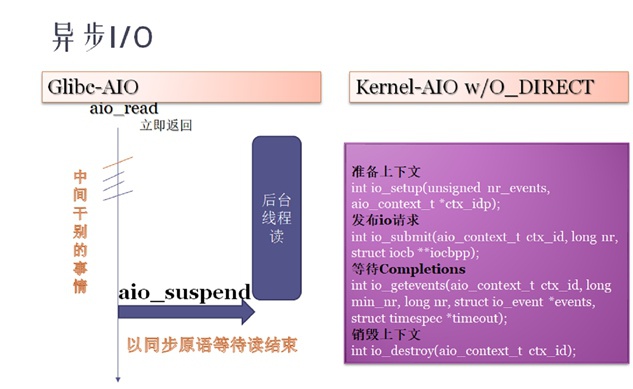 异步I/O
Glibc-AIO
aio_read
立即返回
中间干别的事情
后台
线程
读
aio_suspend
以同步原语等待读结束
Kernel-AIO w/O_DIRECT
准备上下文
int io_setup(unsigned nr_events,
aio_context_t *ctx_idp);
发布io请求
int io_submit(aio_context_t ctx_id, long nr,
struct iocb **iocbpp);
等待Completions
int io_getevents(aio_context_t ctx_id, long
min_nr, long nr, struct io_event *events,
struct timespec *timeout);
销毁上下文
int io_destroy(aio_context_t ctx_id);